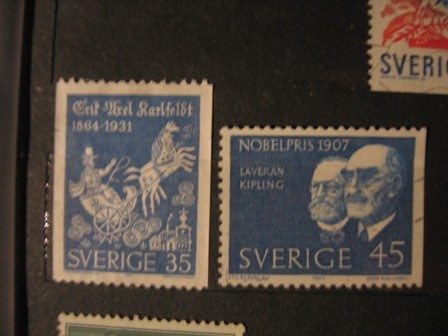 SVERIG
Erik Axel Karlfeldt
1864-1931
SVERIGE 35
NOBELPRIS 1907
LAVERAN
KIPLING
SVERIGE 45